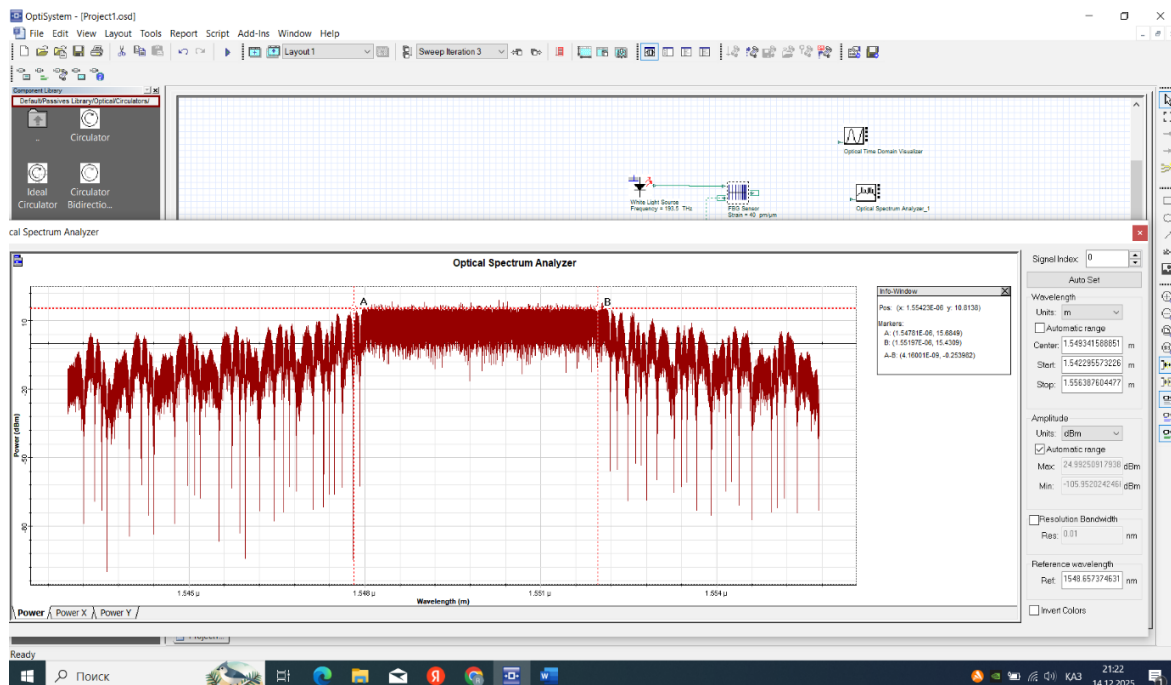 OptiSystem - [Project1.osd]
File Edit View Layout Tools Report Script Add-Ins Window Help
Layout 1
Sweep Iteration 3
Component Library
Default/Passives Library/Optical/Circulators/
..
Circulator
Ideal Circulator
Circulator Bidirectio...
Optical Time Domain Visualizer
White Light Source
Frequency = 193.5 THz
FBG Sensor
Strain = 40 pm/µm
Optical Spectrum Analyzer_1
cal Spectrum Analyzer
Optical Spectrum Analyzer
A
B
Power (dBm)
10
-20
-50
-80
1.545 µ
1.548 µ
1.551 µ
1.554 µ
Wavelength (m)
Power
Power X
Power Y
Info-Window
Pos: (x: 1.55423E-06 y: 10.8138)
Markers:
A: (1.54781E-06, 15.6849)
B: (1.55197E-06, 15.4389)
A-B: (4.16001E-09, -0.253982)
Signal Index: 0
Auto Set
Wavelength
Units: m
Automatic range
Center: 1.549341588851 m
Start: 1.542295573226 m
Stop: 1.556387604477 m
Amplitude
Units: dBm
Automatic range
Max: 24.99250917938 dBm
Min: -105.9520242468 dBm
Resolution Bandwidth
Res: 0.01 nm
Reference wavelength
Ref: 1548.657374631 nm
Invert Colors
Ready
Поиск
КАЗ
21:22
14.12.2025